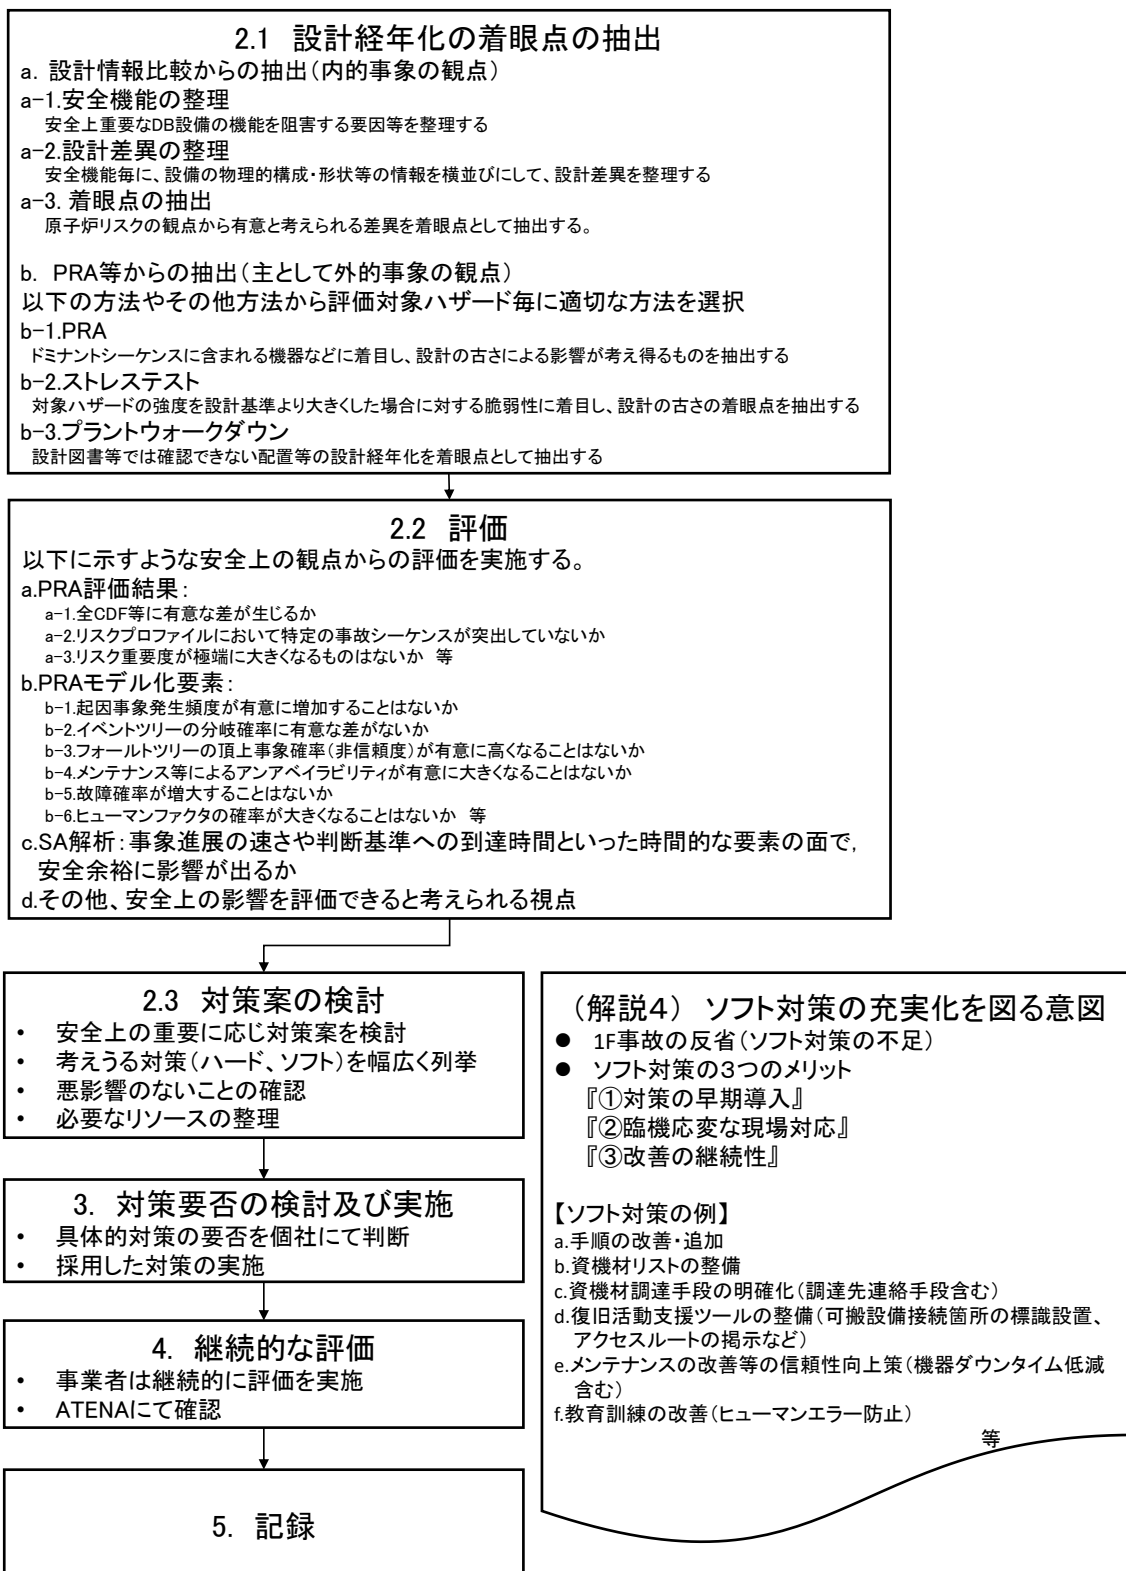 2.1 設計経年化の着眼点の抽出
a. 設計情報比較からの抽出（内的事象の観点）
a-1.安全機能の整理
安全上重要なDB設備の機能を阻害する要因等を整理する
a-2.設計差異の整理
安全機能毎に、設備の物理的構成・形状等の情報を横並びにして、設計差異を整理する
a-3. 着眼点の抽出
原子炉リスクの観点から有意と考えられる差異を着眼点として抽出する。
b. PRA等からの抽出（主として外的事象の観点）
以下の方法やその他方法から評価対象ハザード毎に適切な方法を選択
b-1.PRA
ドミナントシーケンスに含まれる機器などに着目し、設計の古さによる影響が考え得るものを抽出する
b-2.ストレステスト
対象ハザードの強度を設計基準より大きくした場合に対する脆弱性に着目し、設計の古さの着眼点を抽出する
b-3.プラントウォークダウン
設計図書等では確認できない配置等の設計経年化を着眼点として抽出する
2.2 評価
以下に示すような安全上の観点からの評価を実施する。
a.PRA評価結果：
a-1.全CDF等に有意な差が生じるか
a-2.リスクプロファイルにおいて特定の事故シーケンスが突出していないか
a-3.リスク重要度が極端に大きくなるものはないか 等
b.PRAモデル化要素：
b-1.起因事象発生頻度が有意に増加することはないか
b-2.イベントツリーの分岐確率に有意な差がないか
b-3.フォールトツリーの頂上事象確率（非信頼度）が有意に高くなることはないか
b-4.メンテナンス等によるアンアベイラビリティが有意に大きくなることはないか
b-5.故障確率が増大することはないか
b-6.ヒューマンファクタの確率が大きくなることはないか 等
c.SA解析：事象進展の速さや判断基準への到達時間といった時間的な要素の面で,
安全余裕に影響が出るか
d.その他、安全上の影響を評価できると考えられる視点
2.3 対策案の検討
• 安全上の重要に応じ対策案を検討
• 考えうる対策（ハード、ソフト）を幅広く列挙
• 悪影響のないことの確認
• 必要なリソースの整理
3. 対策要否の検討及び実施
• 具体的対策の要否を個社にて判断
• 採用した対策の実施
4. 継続的な評価
• 事業者は継続的に評価を実施
• ATENAにて確認
5. 記録
（解説４） ソフト対策の充実化を図る意図
● 1F事故の反省（ソフト対策の不足）
● ソフト対策の３つのメリット
『①対策の早期導入』
『②臨機応変な現場対応』
『③改善の継続性』
【ソフト対策の例】
a.手順の改善・追加
b.資機材リストの整備
c.資機材調達手段の明確化（調達先連絡手段含む）
d.復旧活動支援ツールの整備（可搬設備接続箇所の標識設置、
アクセスルートの掲示など）
e.メンテナンスの改善等の信頼性向上策（機器ダウンタイム低減
含む）
f.教育訓練の改善（ヒューマンエラー防止）
等